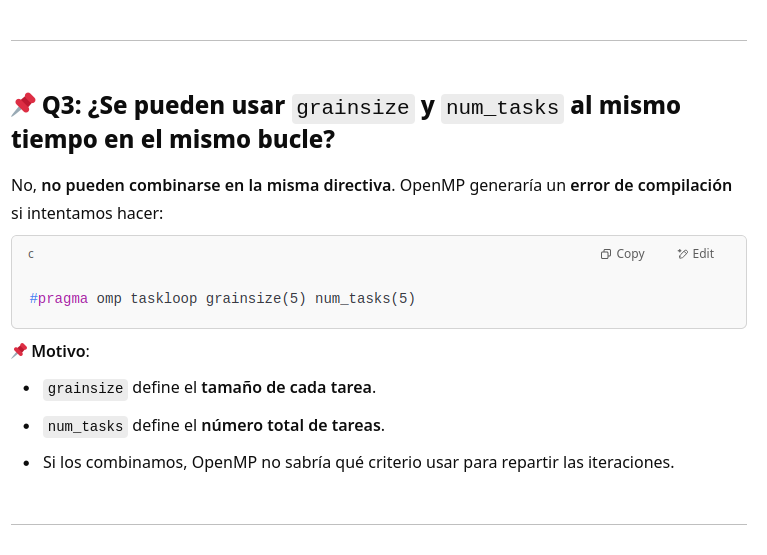 📌 Q3: ¿Se pueden usar grainsize y num_tasks al mismo
tiempo en el mismo bucle?
No, no pueden combinarse en la misma directiva. OpenMP generaría un error de compilación
si intentamos hacer:
c Copy Edit
#pragma omp taskloop grainsize(5) num_tasks(5)
📌 Motivo:
• grainsize define el tamaño de cada tarea.
• num_tasks define el número total de tareas.
• Si los combinamos, OpenMP no sabría qué criterio usar para repartir las iteraciones.